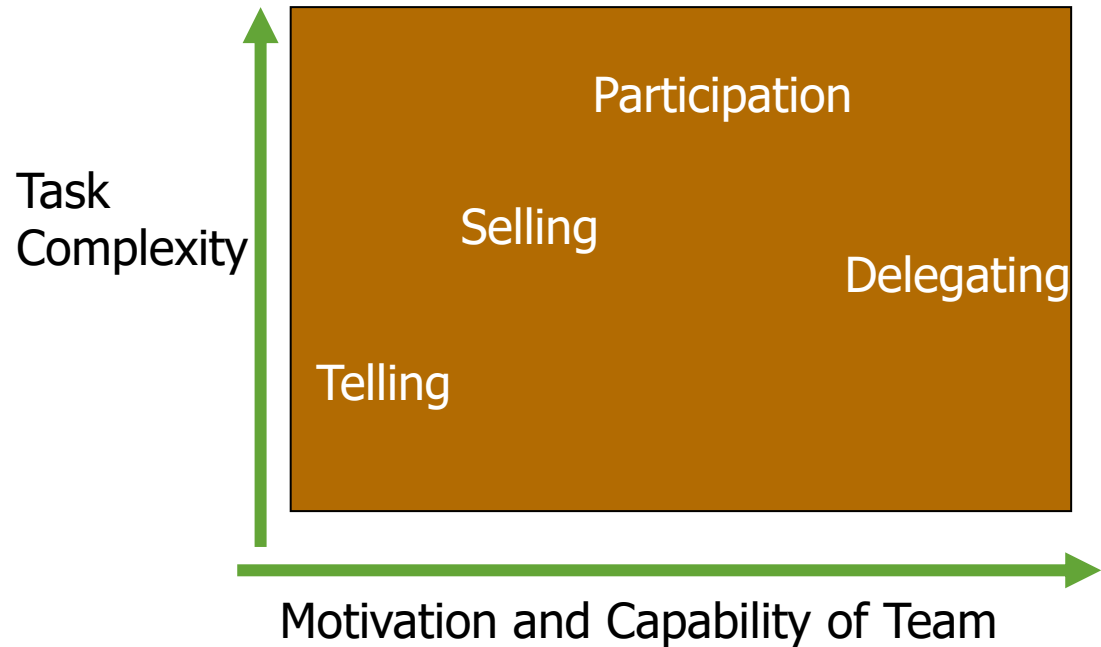 Participation
Task
Complexity
Selling
Delegating
Telling
Motivation and Capability of Team